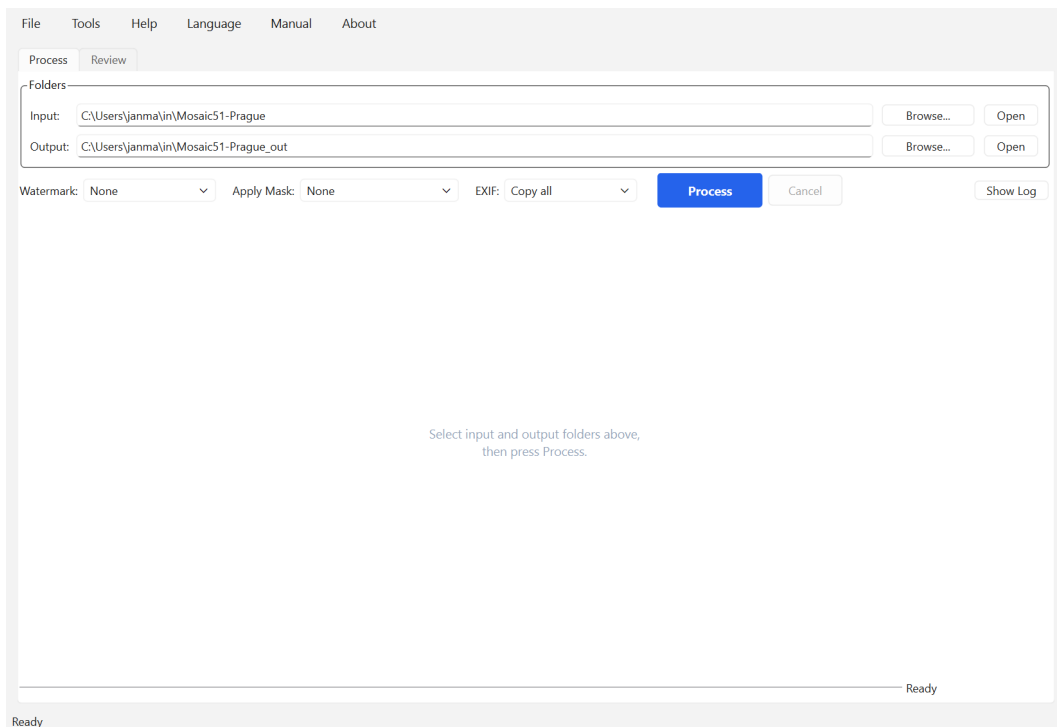 File Tools Help Language Manual About
Process Review
Folders
Input: C:\Users\janma\in\Mosaic51-Prague Browse... Open
Output: C:\Users\janma\in\Mosaic51-Prague_out Browse... Open
Watermark: None Apply Mask: None EXIF: Copy all Process Cancel Show Log
Select input and output folders above,
then press Process.
Ready
Ready